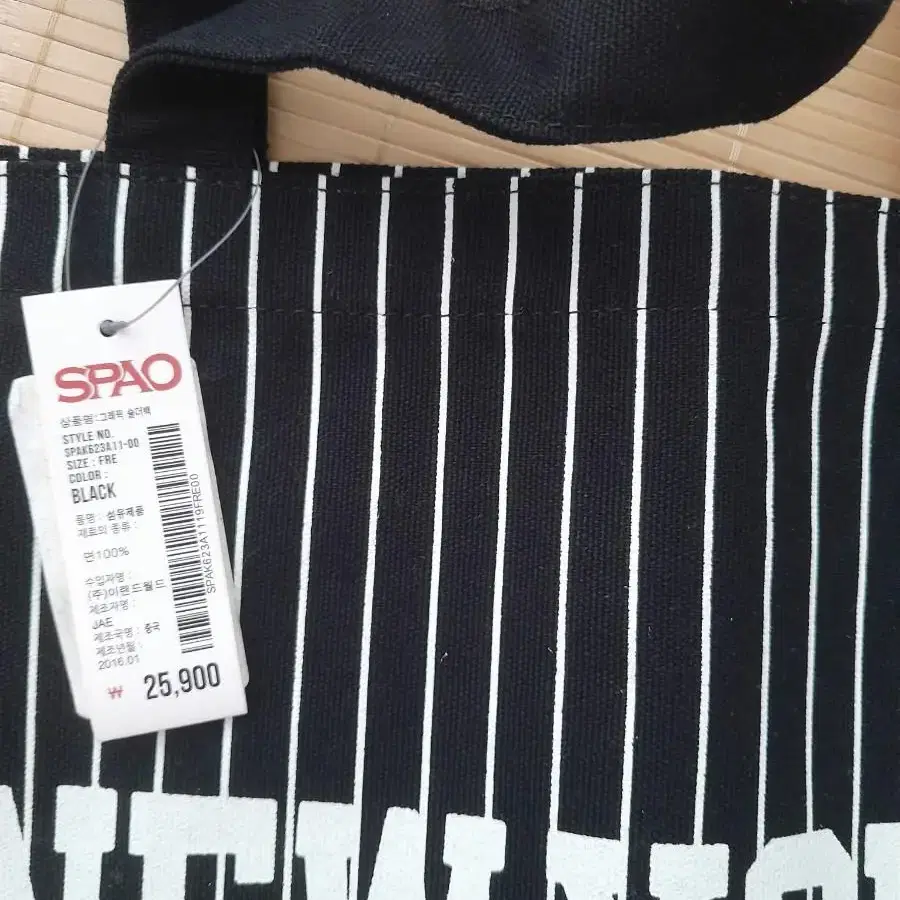 SPAO
상품명 : 그래픽 숄더백
STYLE NO.
SPAK623A11-00
SIZE : FRE
COLOR :
BLACK
품명 : 섬유제품
재료의 종류 :
면100%
수입자명 :
(주)이랜드월드
제조자명 :
JAE
제조국명 : 중국
제조년월 :
2016.01
₩ 25,900
SPAK623A1119FRE00
NEW